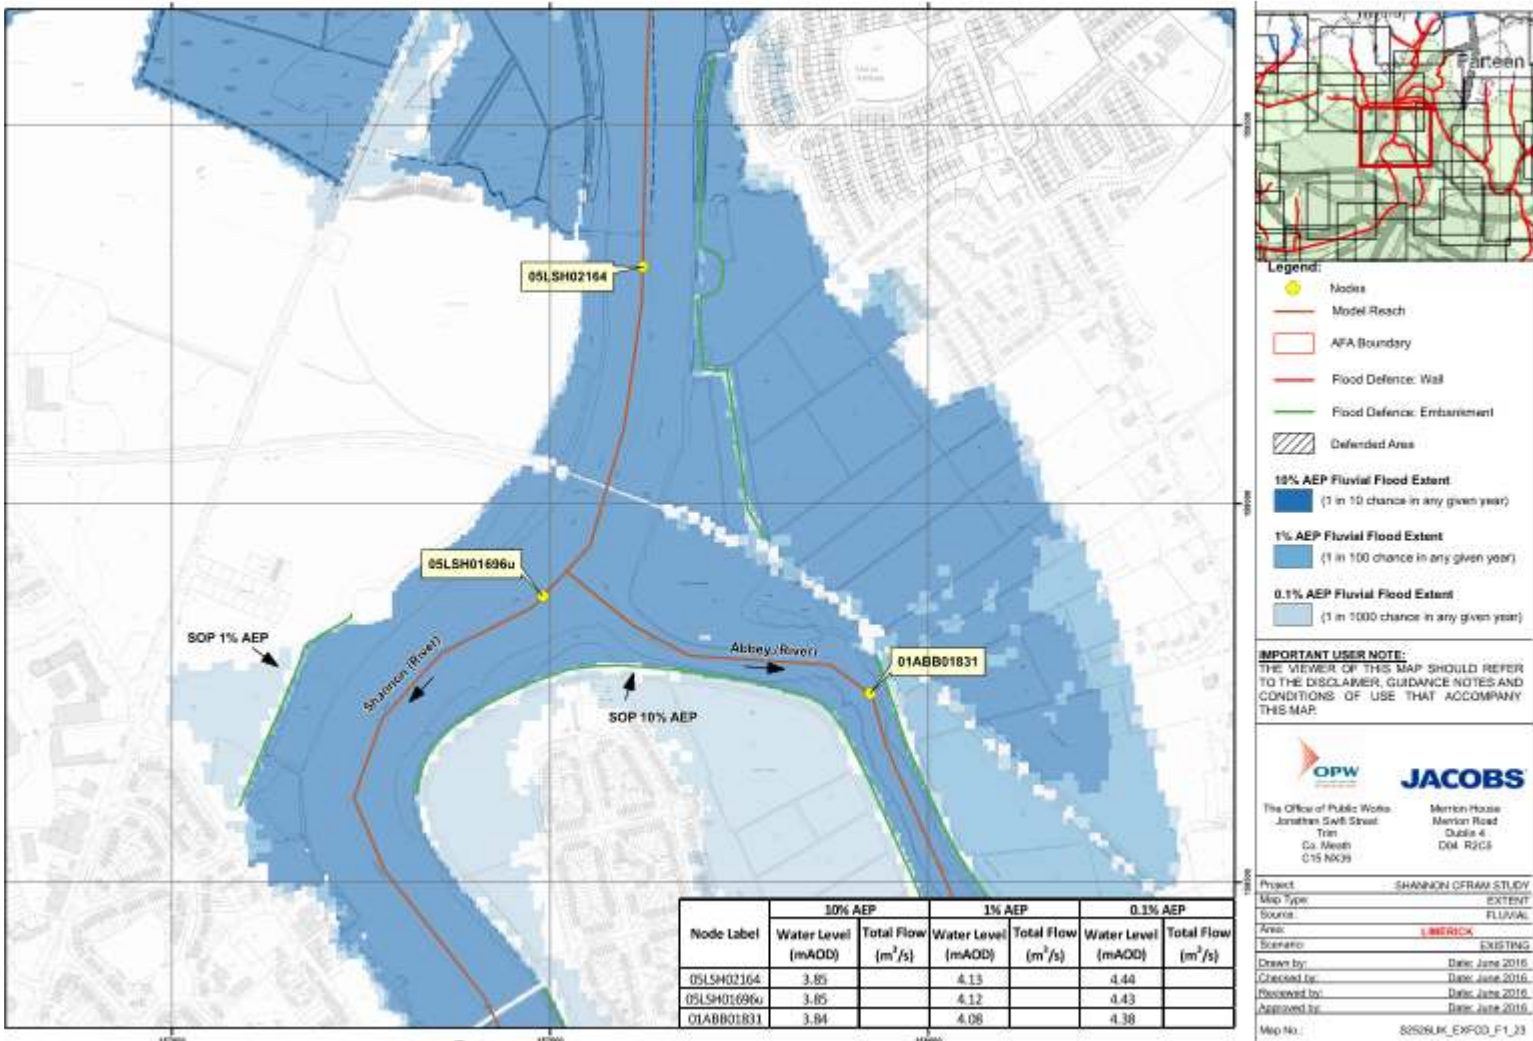 05LSH02164
05LSH01696u
SOP 1% AEP
Shannon (River)
Abbey (River)
01ABB01831
SOP 10% AEP
Node Label
10% AEP
1% AEP
0.1% AEP
Water Level (mAOD)
Total Flow (m³/s)
Water Level (mAOD)
Total Flow (m³/s)
Water Level (mAOD)
Total Flow (m³/s)
05LSH02164 3.85 4.13 4.44
05LSH01696u 3.85 4.12 4.43
01ABB01831 3.84 4.08 4.38
Parteen
Legend:
Nodes
Model Reach
AFA Boundary
Flood Defence: Wall
Flood Defence: Embankment
Defended Area
10% AEP Fluvial Flood Extent
(1 in 10 chance in any given year)
1% AEP Fluvial Flood Extent
(1 in 100 chance in any given year)
0.1% AEP Fluvial Flood Extent
(1 in 1000 chance in any given year)
IMPORTANT USER NOTE:
THE VIEWER OF THIS MAP SHOULD REFER
TO THE DISCLAIMER, GUIDANCE NOTES AND
CONDITIONS OF USE THAT ACCOMPANY
THIS MAP.
OPW
The Office of Public Works
Jonathan Swift Street
Trim
Co. Meath
C15 NX36
JACOBS
Merrion House
Merrion Road
Dublin 4
Project: SHANNON CFRAM STUDY
Map Type: EXTENT
Source: FLUVIAL
Area: LIMERICK
Scenario: EXISTING
Drawn by: Date: June 2016
Checked by: Date: June 2016
Reviewed by: Date: June 2016
Approved by: Date: June 2016
Map No.: